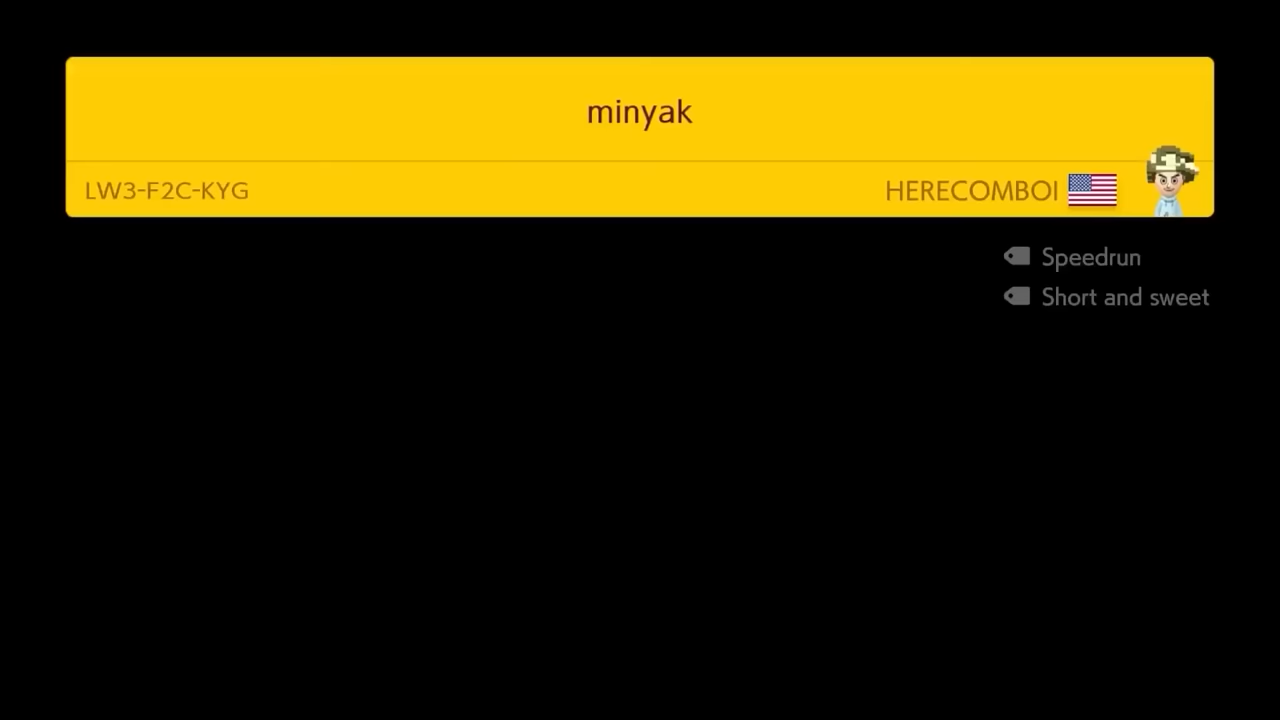 minyak
LW3-F2C-KYG
HERECOMBOI
Speedrun
Short and sweet